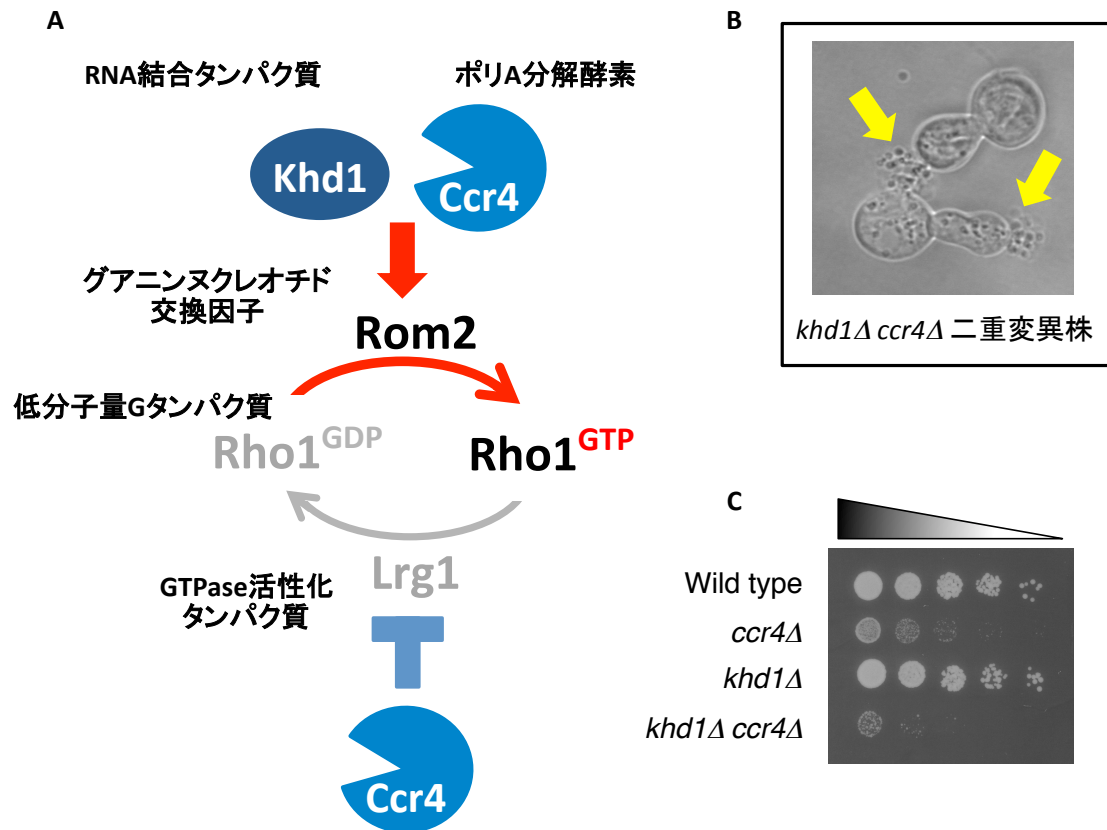 A
RNA結合タンパク質
ポリA分解酵素
Khd1
Ccr4
グアニンヌクレオチド
交換因子
Rom2
低分子量Gタンパク質
Rho1GDP
Rho1GTP
Lrg1
GTPase活性化
タンパク質
Ccr4
B
khd1Δ ccr4Δ 二重変異株
C
Wild type
ccr4Δ
khd1Δ
khd1Δ ccr4Δ